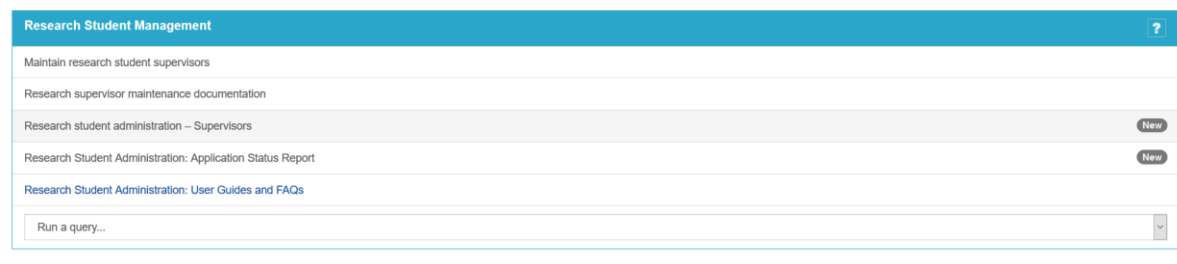 Research Student Management
?
Maintain research student supervisors
Research supervisor maintenance documentation
Research student administration – Supervisors
New
Research Student Administration: Application Status Report
New
Research Student Administration: User Guides and FAQs
Run a query...